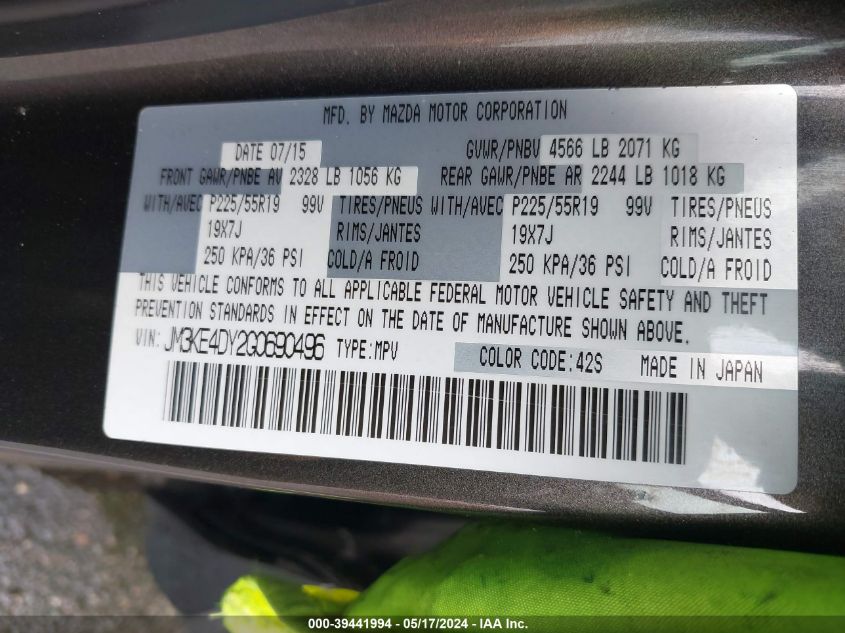 MFD. BY MAZDA MOTOR CORPORATION
DATE 07/15 GVWR/PNBV 4566 LB 2071 KG
FRONT GAWR/PNBE AV 2328 LB 1056 KG REAR GAWR/PNBE AR 2244 LB 1018 KG
WITH/AVEC P225/55R19 99V TIRES/PNEUS WITH/AVEC P225/55R19 99V TIRES/PNEUS
19X7J RIMS/JANTES 19X7J RIMS/JANTES
250 KPA/36 PSI COLD/A FROID 250 KPA/36 PSI COLD/A FROID
THIS VEHICLE CONFORMS TO ALL APPLICABLE FEDERAL MOTOR VEHICLE SAFETY AND THEFT
PREVENTION STANDARDS IN EFFECT ON THE DATE OF MANUFACTURE SHOWN ABOVE.
VIN: JM3KE4DY2G0690496 TYPE:MPV COLOR CODE:42S MADE IN JAPAN
000-39441994 - 05/17/2024 - IAA Inc.